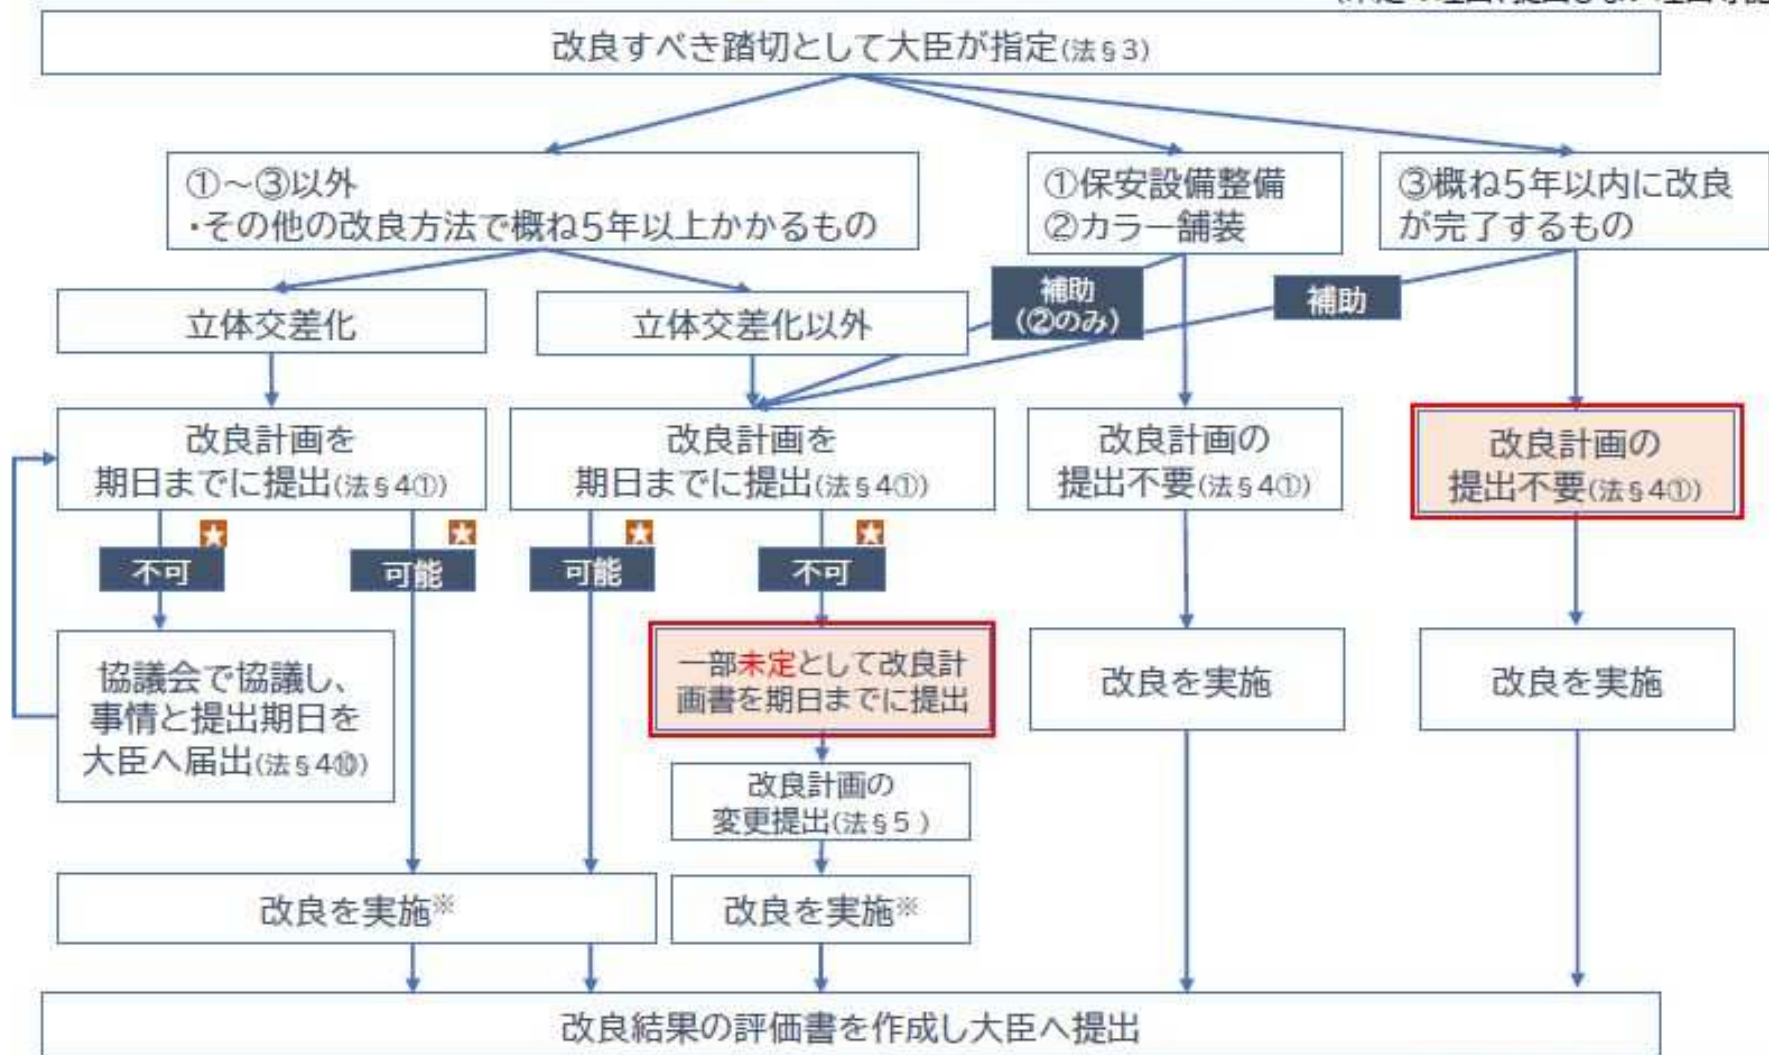 改良すべき踏切として大臣が指定(法§3)
①～③以外
・その他の改良方法で概ね5年以上かかるもの
①保安設備整備
②カラー舗装
③概ね5年以内に改良
が完了するもの
立体交差化
立体交差化以外
補助
(②のみ)
補助
改良計画を
期日までに提出(法§4①)
改良計画を
期日までに提出(法§4①)
改良計画の
提出不要(法§4①)
改良計画の
提出不要(法§4①)
不可
可能
可能
不可
協議会で協議し、
事情と提出期日を
大臣へ届出(法§4⑩)
一部未定として改良計
画書を期日までに提出
改良を実施
改良を実施
改良計画の
変更提出(法§5 )
改良を実施※
改良を実施※
改良結果の評価書を作成し大臣へ提出